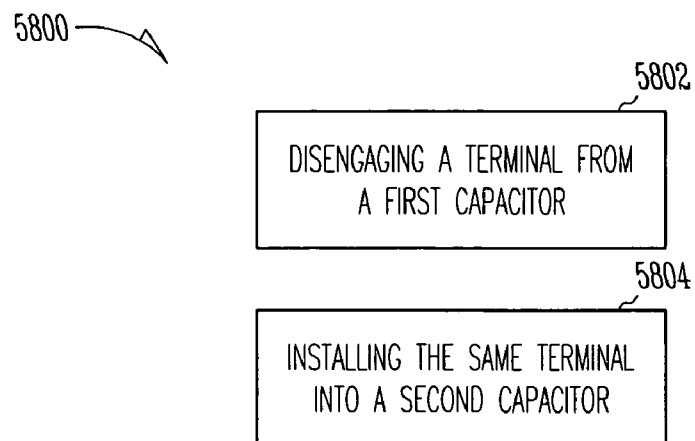 5800
5802
DISENGAGING A TERMINAL FROM
A FIRST CAPACITOR
5804
INSTALLING THE SAME TERMINAL
INTO A SECOND CAPACITOR